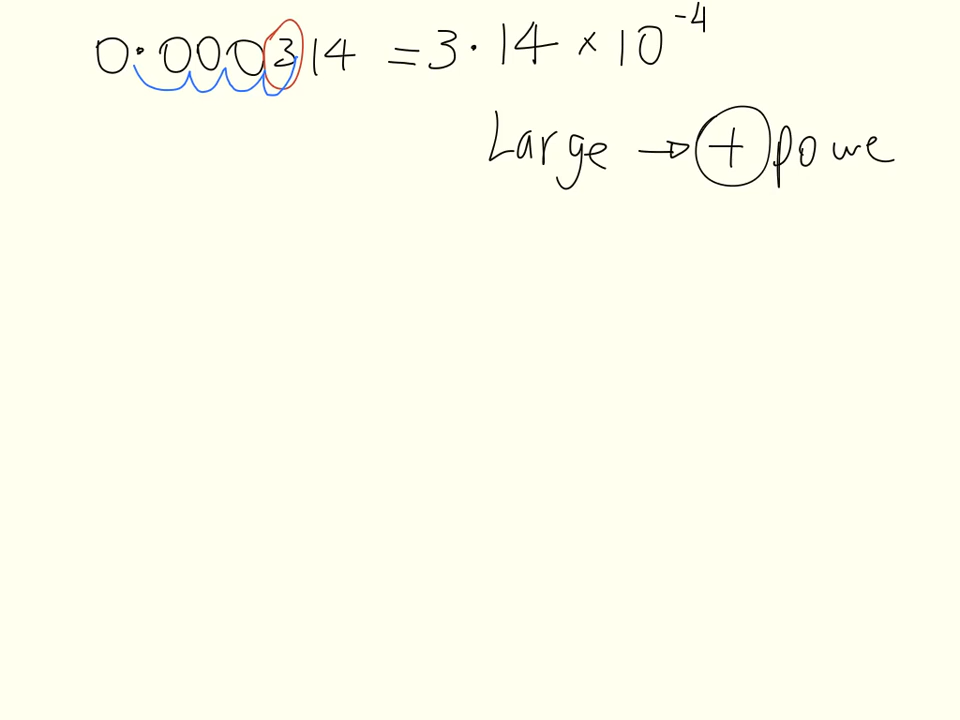 0.000314 = 3.14 × 10⁻⁴
Large → + powe